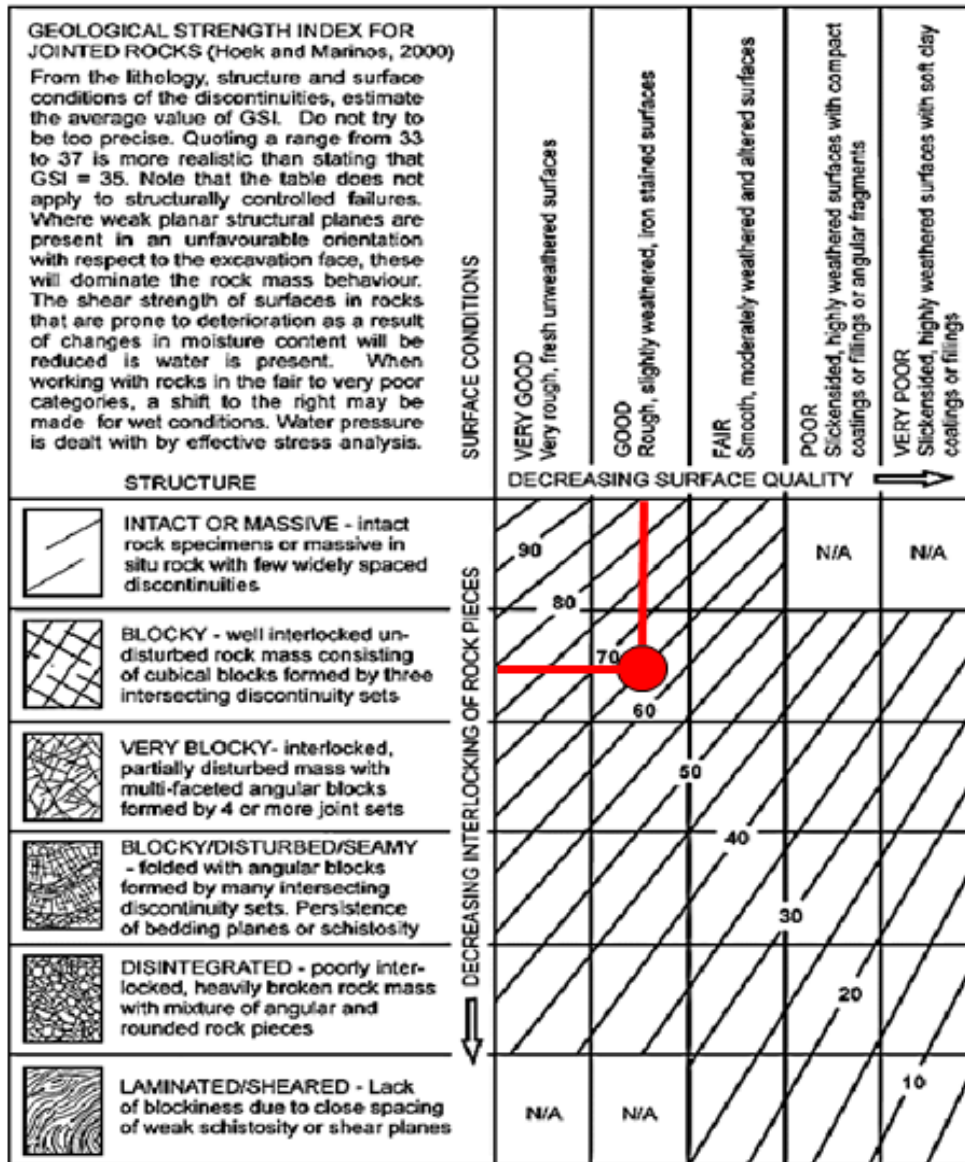 GEOLOGICAL STRENGTH INDEX FOR
JOINTED ROCKS (Hoek and Marinos, 2000)
From the lithology, structure and surface
conditions of the discontinuities, estimate
the average value of GSI. Do not try to
be too precise. Quoting a range from 33
to 37 is more realistic than stating that
GSI = 35. Note that the table does not
apply to structurally controlled failures.
Where weak planar structural planes are
present in an unfavourable orientation
with respect to the excavation face, these
will dominate the rock mass behaviour.
The shear strength of surfaces in rocks
that are prone to deterioration as a result
of changes in moisture content will be
reduced is water is present. When
working with rocks in the fair to very poor
categories, a shift to the right may be
made for wet conditions. Water pressure
is dealt with by effective stress analysis.
STRUCTURE
SURFACE CONDITIONS
VERY GOOD
Very rough, fresh unweathered surfaces
GOOD
Rough, slightly weathered, iron stained surfaces
FAIR
Smooth, moderately weathered and altered surfaces
POOR
Slickensided, highly weathered surfaces with compact
coatings or fillings or angular fragments
VERY POOR
Slickensided, highly weathered surfaces with soft clay
coatings or fillings
DECREASING SURFACE QUALITY
DECREASING INTERLOCKING OF ROCK PIECES
INTACT OR MASSIVE - intact
rock specimens or massive in
situ rock with few widely spaced
discontinuities
90
80
N/A
N/A
BLOCKY - well interlocked un-
disturbed rock mass consisting
of cubical blocks formed by three
intersecting discontinuity sets
70
60
VERY BLOCKY- interlocked,
partially disturbed mass with
multi-faceted angular blocks
formed by 4 or more joint sets
50
BLOCKY/DISTURBED/SEAMY
- folded with angular blocks
formed by many intersecting
discontinuity sets. Persistence
of bedding planes or schistosity
40
30
DISINTEGRATED - poorly inter-
locked, heavily broken rock mass
with mixture of angular and
rounded rock pieces
20
LAMINATED/SHEARED - Lack
of blockiness due to close spacing
of weak schistosity or shear planes
N/A
N/A
10